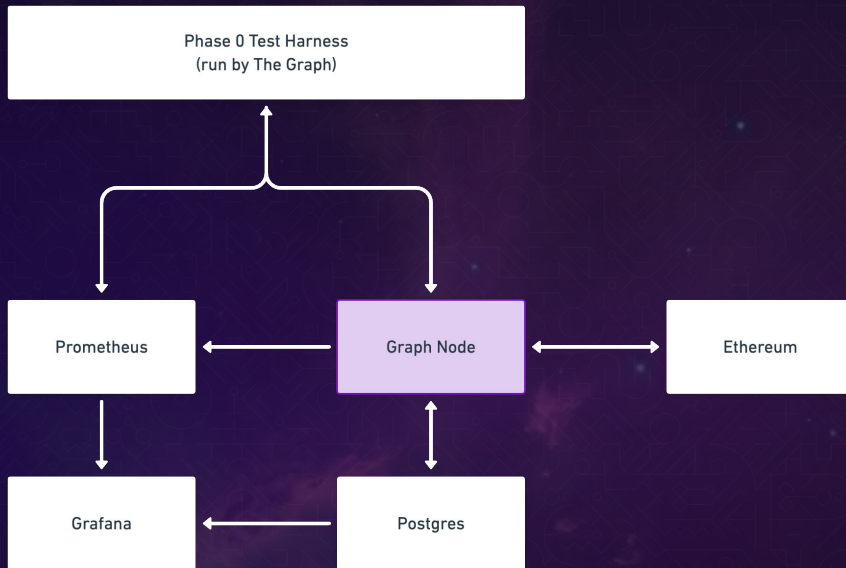 Phase 0 Test Harness
(run by The Graph)
Prometheus
Graph Node
Ethereum
Grafana
Postgres